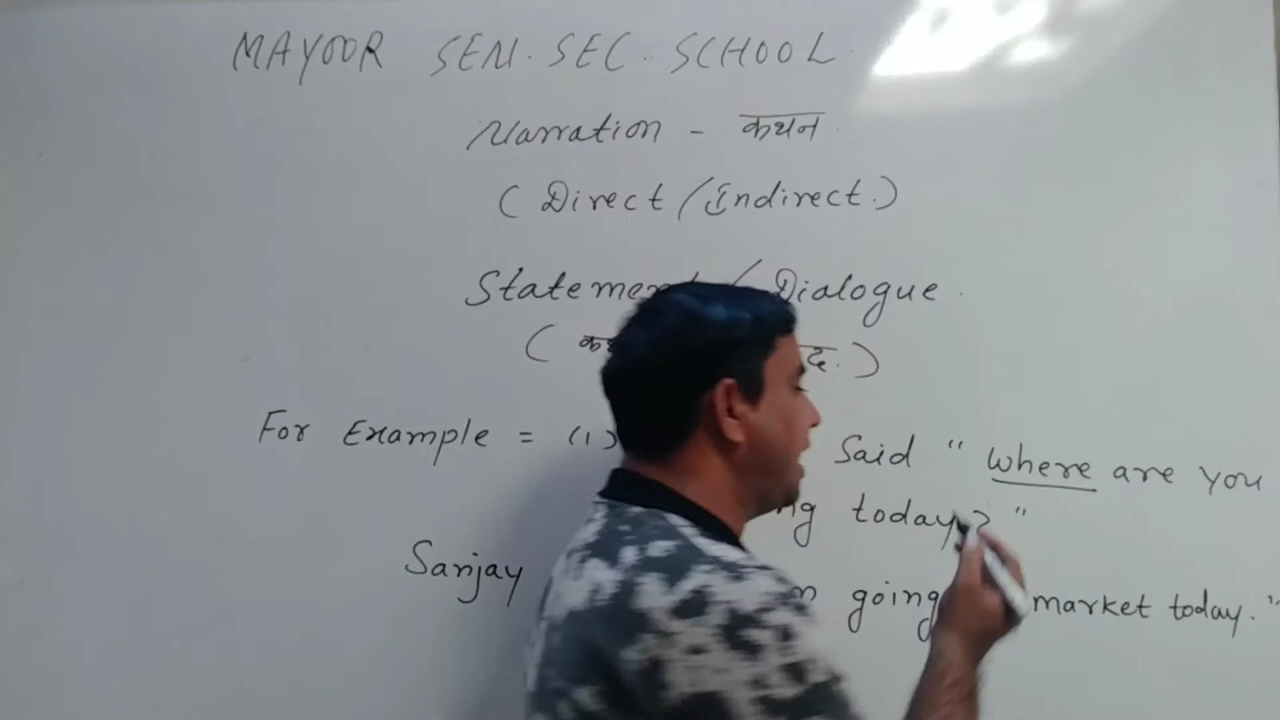 MAYOOR SEN. SEC. SCHOOL.
Narration - कथन
(Direct/Indirect.)
Statement / Dialogue
( )
For Example = (1) Said " Where are you
today? "
Sanjay going market today."